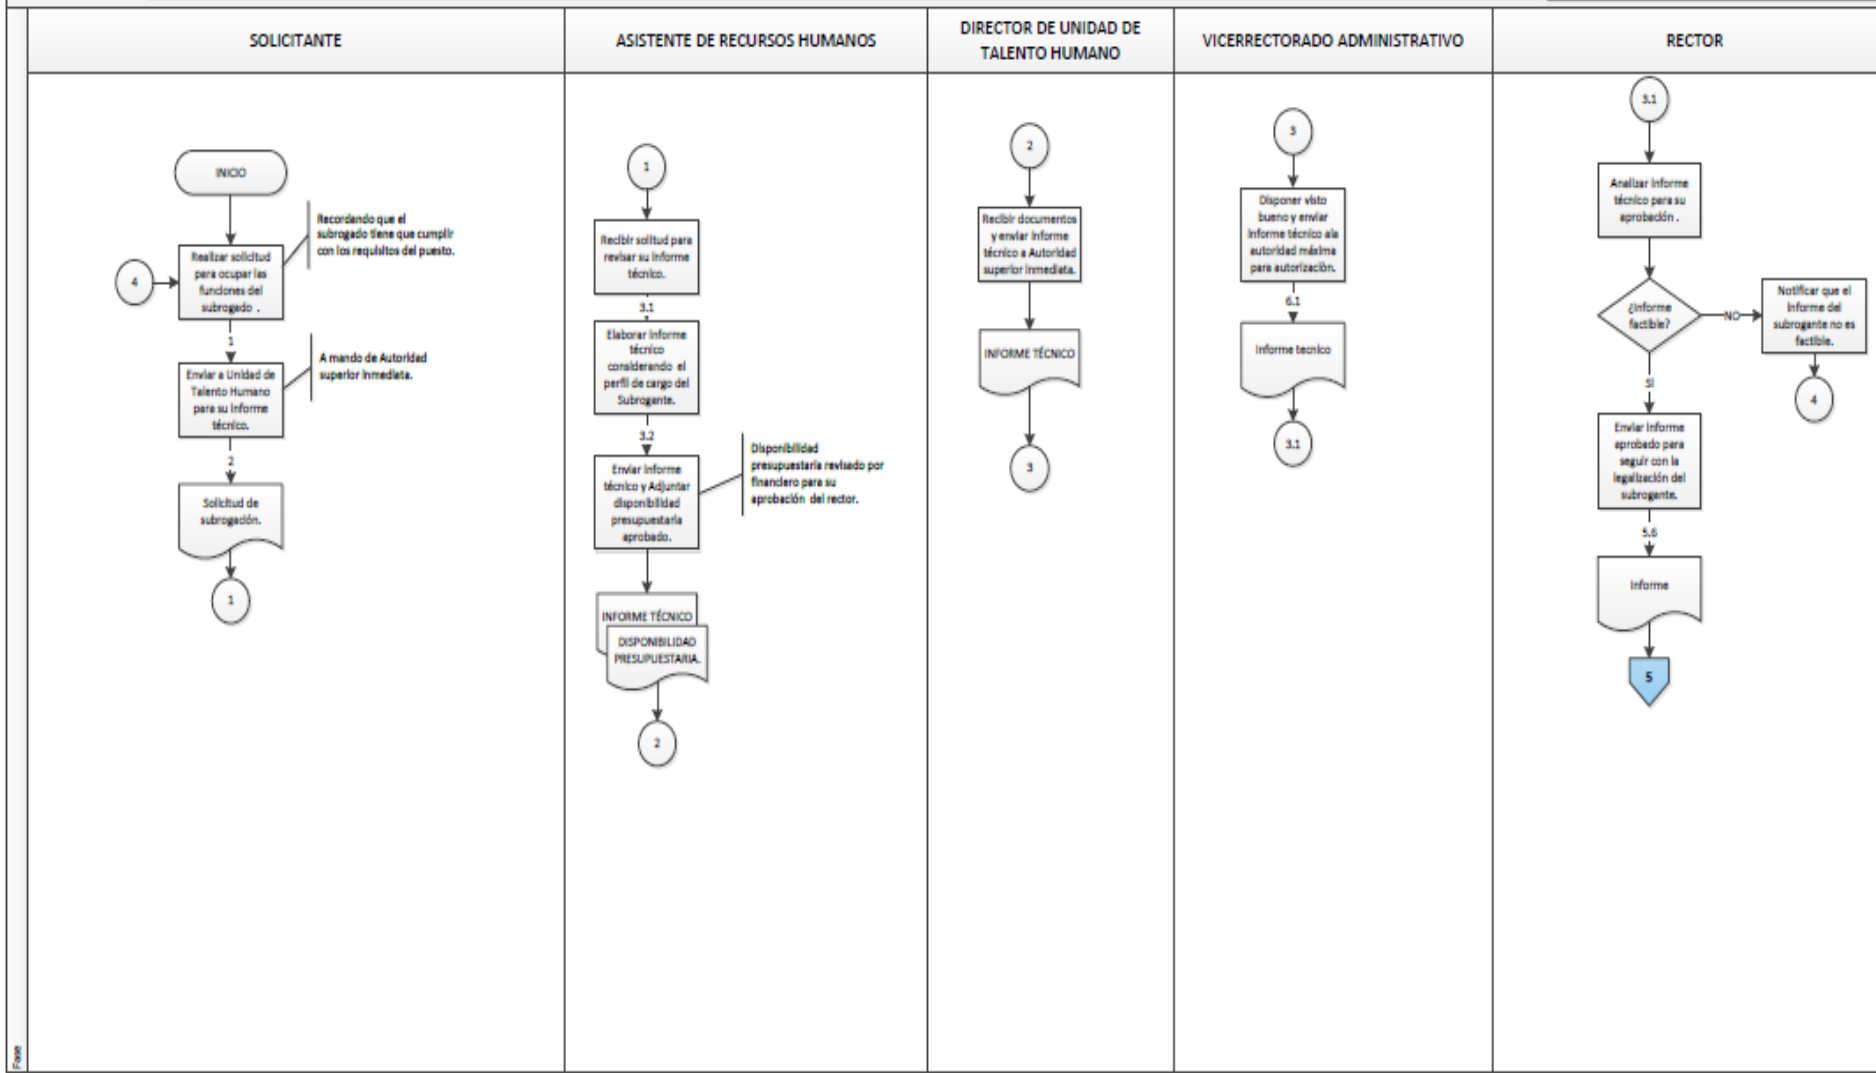 SOLICITANTE
ASISTENTE DE RECURSOS HUMANOS
DIRECTOR DE UNIDAD DE
TALENTO HUMANO
VICERRECTORADO ADMINISTRATIVO
RECTOR
INICIO
Recordando que el
subrogado tiene que cumplir
con los requisitos del puesto.
4
Realizar solicitud
para ocupar las
funciones del
subrogado .
1
A mando de Autoridad
superior inmediata.
Enviar a Unidad de
Talento Humano
para su informe
técnico.
2
Solicitud de
subrogación.
1
1
Recibir solitud para
revisar su informe
técnico.
3.1
Elaborar informe
técnico
considerando el
perfil de cargo del
Subrogante.
3.2
Enviar informe
técnico y Adjuntar
disponibilidad
presupuestaria
aprobado.
Disponibilidad
presupuestaria revisado por
financiero para su
aprobación del rector.
INFORME TÉCNICO
DISPONIBILIDAD
PRESUPUESTARIA.
2
2
Recibir documentos
y enviar informe
técnico a Autoridad
superior inmediata.
INFORME TÉCNICO
3
3
Disponer visto
bueno y enviar
informe técnico ala
autoridad máxima
para autorización.
6.1
Informe tecnico
3.1
3.1
Analizar informe
técnico para su
aprobación .
¿Informe
factible?
NO
Notificar que el
informe del
subrogante no es
factible.
4
SI
Enviar informe
aprobado para
seguir con la
legalización del
subrogante.
5.6
Informe
5
Fase